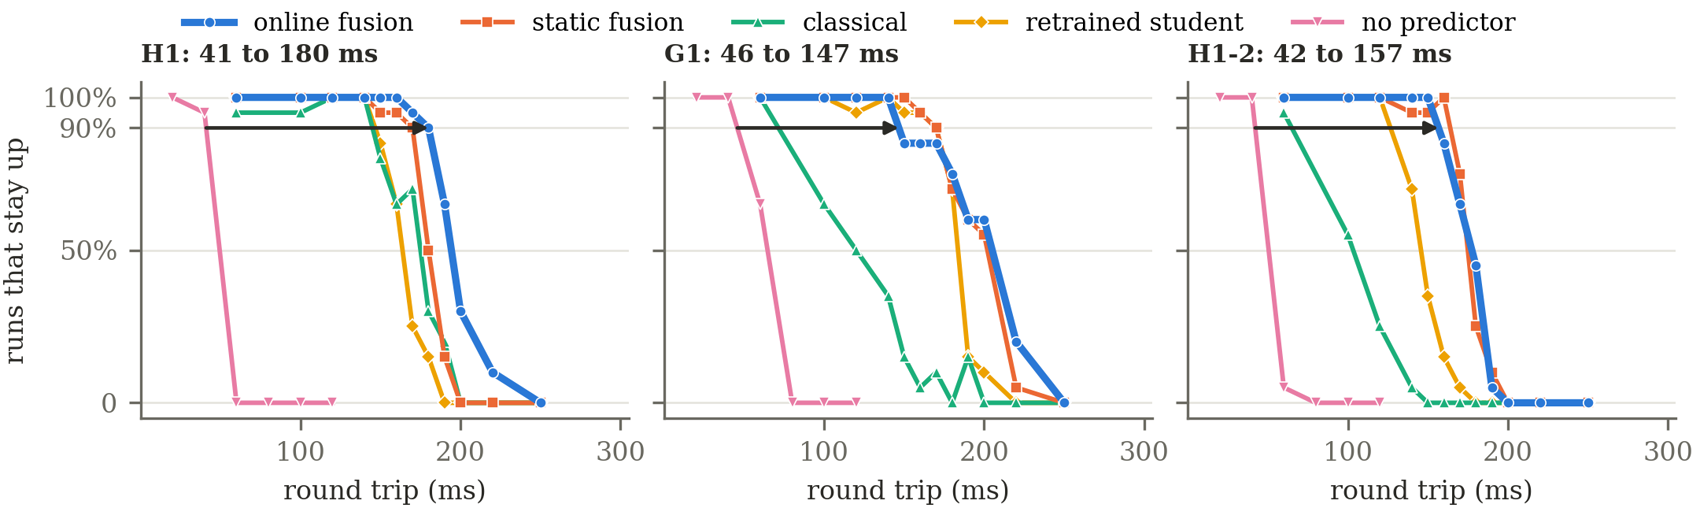 online fusion static fusion classical retrained student no predictor
H1: 41 to 180 ms G1: 46 to 147 ms H1-2: 42 to 157 ms
100%
90%
50%
0
runs that stay up
100 200 300 100 200 300 100 200 300
round trip (ms) round trip (ms) round trip (ms)